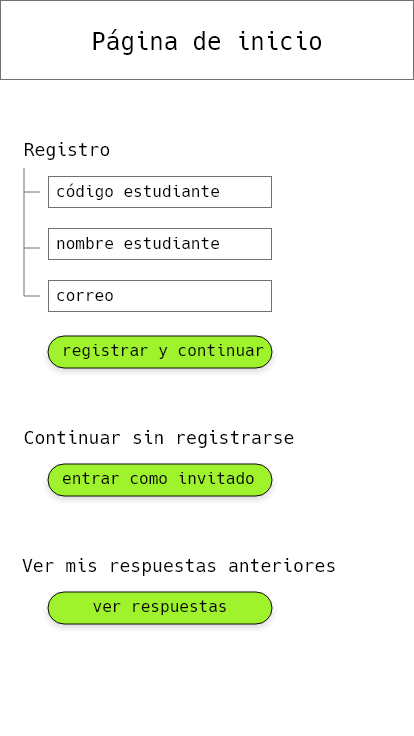 Página de inicio
Registro
código estudiante
nombre estudiante
correo
registrar y continuar
Continuar sin registrarse
entrar como invitado
Ver mis respuestas anteriores
ver respuestas